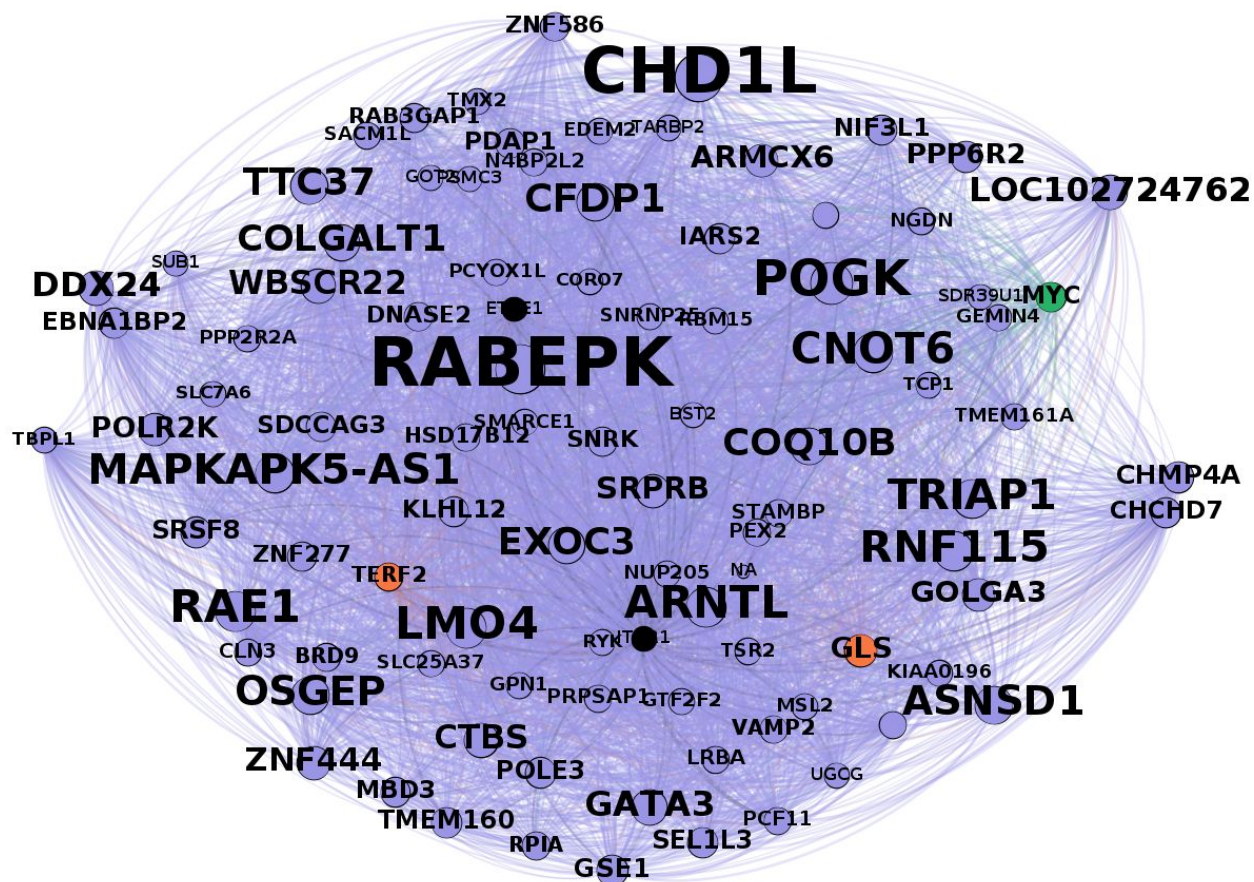 ZNF586
CHD1L
TMX2
RAB3GAP1
SACM1L
EDEM2
TARBP2
NIF3L1
PDAP1
N4BP2L2
ARMCX6
PPP6R2
TTC37
PSMC3
CFDP1
LOC102724762
NGDN
COLGALT1
IARS2
SUB1
PCYOX1L
CORO7
POGK
DDX24
WBSCR22
SDR39U1
MYC
DNASE2
SNRNP25
RBM15
GEMIN4
EBNA1BP2
PPP2R2A
CNOT6
RABEPK
TCP1
SLC7A6
BST2
TMEM161A
SMARCE1
POLR2K
SDCCAG3
TBPL1
HSD17B12
SNRK
COQ10B
MAPKAPK5-AS1
CHMP4A
SRPRB
TRIAP1
KLHL12
STAMBP
CHCHD7
SRSF8
PEX2
EXOC3
RNF115
ZNF277
TERF2
NUP205
NA
GOLGA3
RAE1
ARNTL
LMO4
RYK
CLN3
BRD9
TSR2
GLS
SLC25A37
KIAA0196
GPN1
OSGEP
PRPSAP1
GTF2F2
MSL2
ASNSD1
VAMP2
CTBS
ZNF444
LRBA
POLE3
UGCG
MBD3
GATA3
TMEM160
PCF11
RPIA
SEL1L3
GSE1